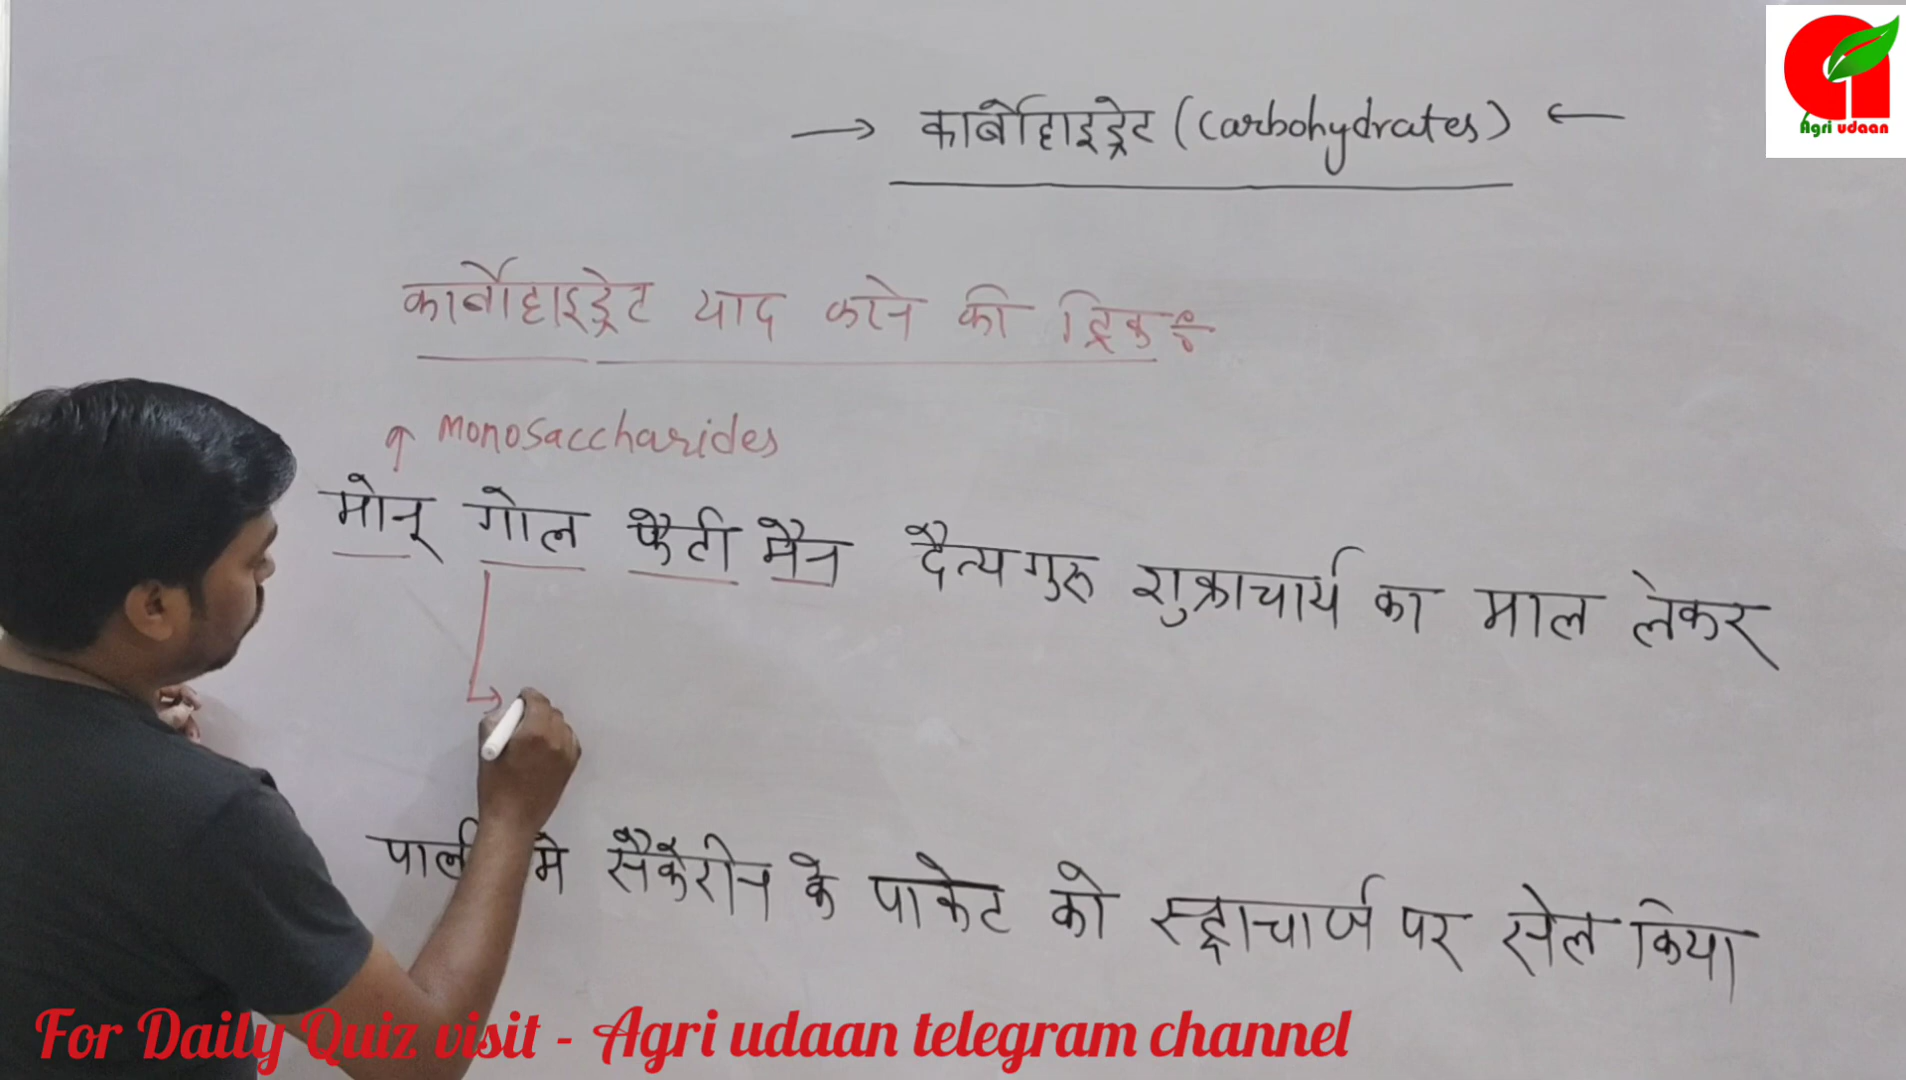 → कार्बोहाइड्रेट (Carbohydrates) ←
Agri udaan
कार्बोहाइड्रेट याद करने की ट्रिक
Monosaccharides
मोनू गोल फैटी मैन दैत्यगुरू शुक्राचार्य का माल लेकर
में सैकेरीन के पाकेट को स्ट्राचार्ज पर सेल किया
For Daily Quiz visit - Agri udaan telegram channel